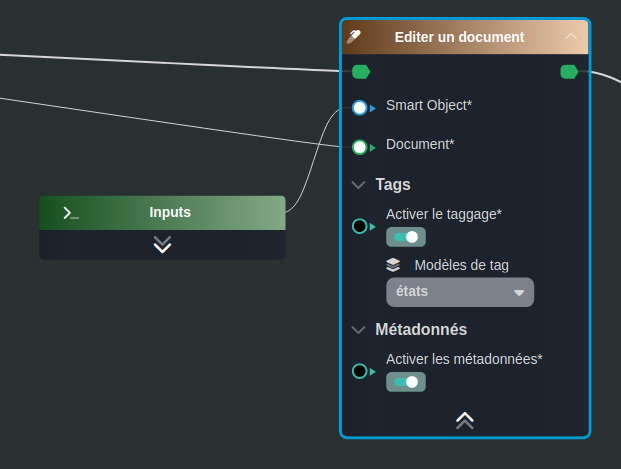 Editer un document
Smart Object*
Document*
Tags
Inputs
Activer le taggage*
Modèles de tag
états
Métadonnés
Activer les métadonnées*